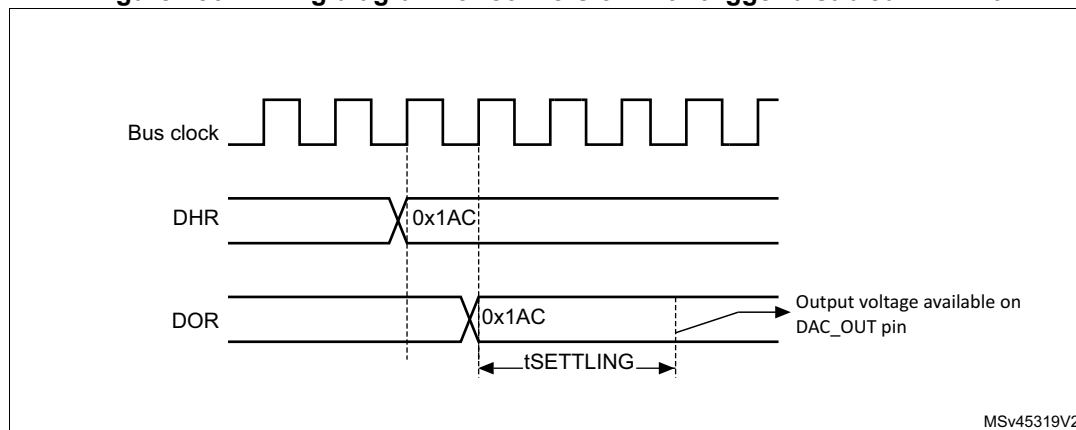 Bus clock
DHR
0x1AC
DOR
0x1AC
Output voltage available on
DAC_OUT pin
tSETTLING
MSv45319V2